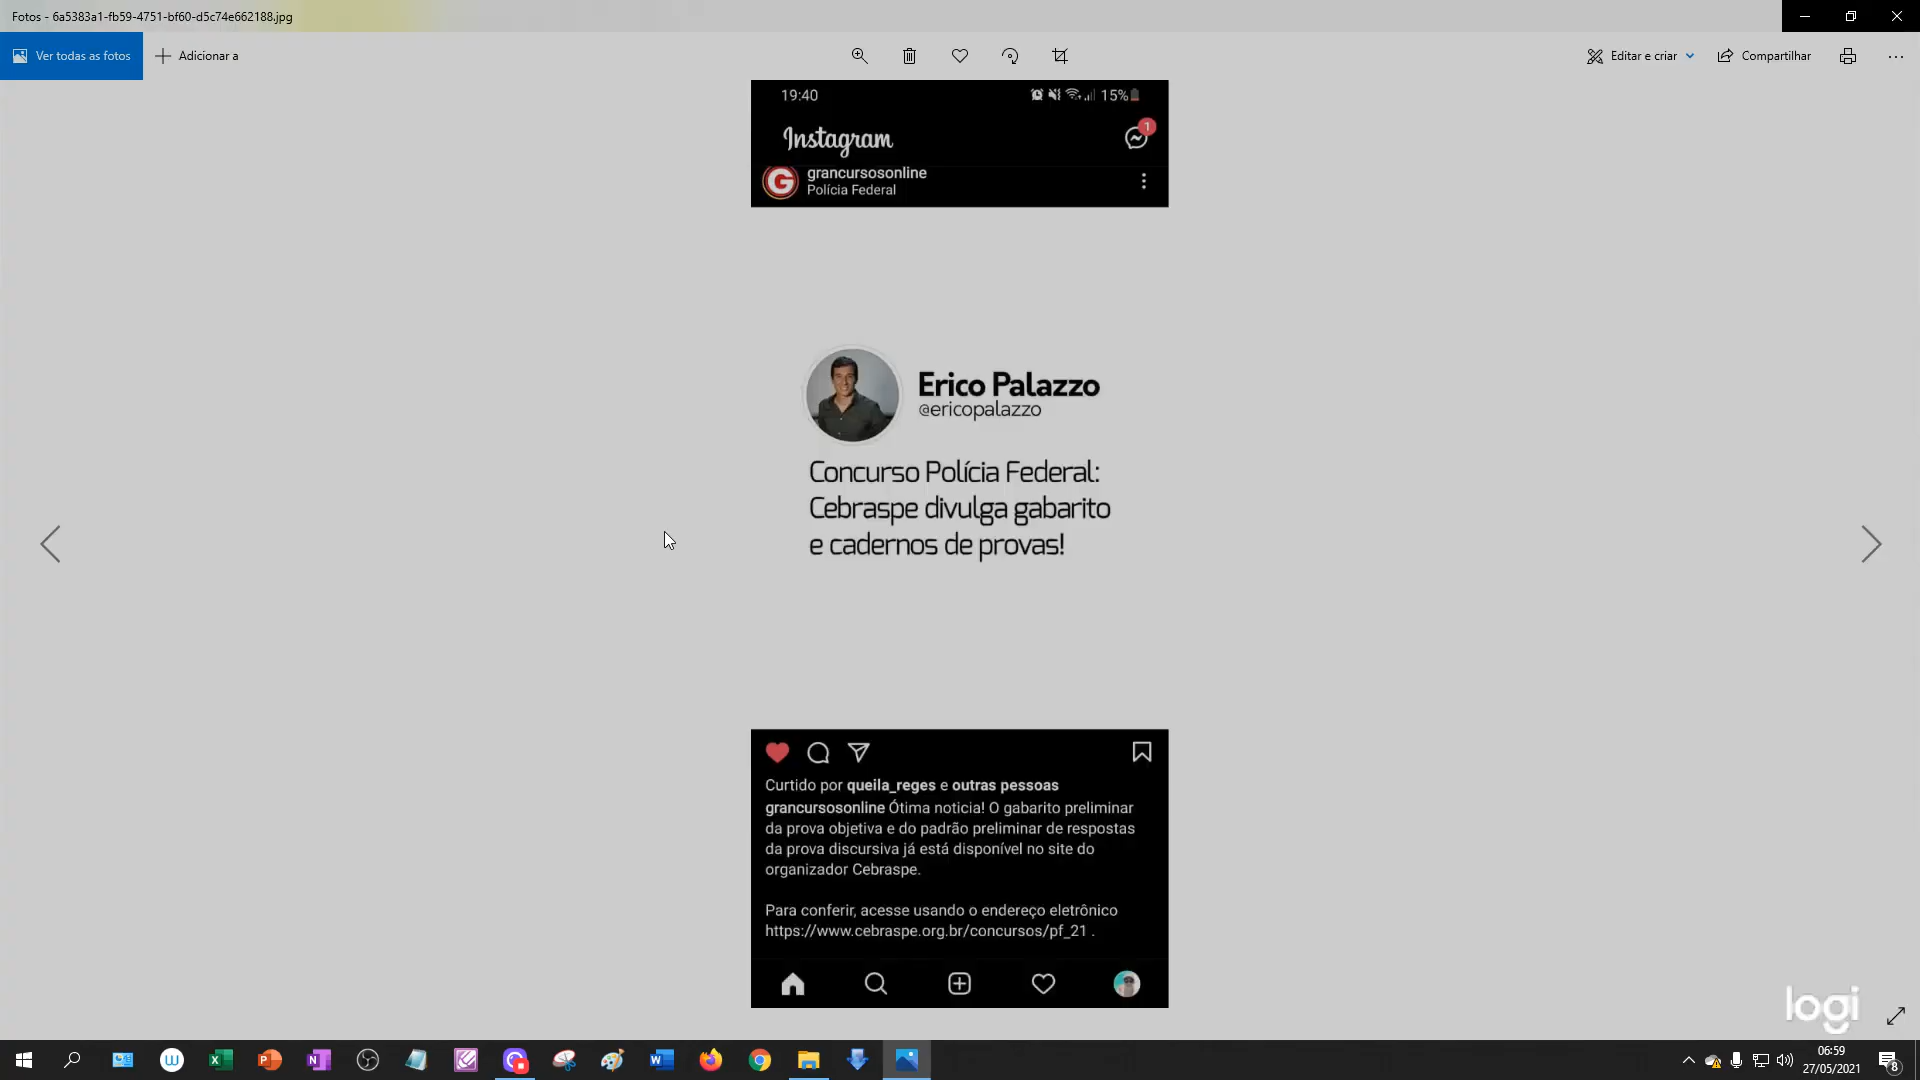 Fotos - 6a5383a1-fb59-4751-bf60-d5c74e662188.jpg
Ver todas as fotos
Adicionar a
Editar e criar
Compartilhar
19:40
15%
Instagram
1
grancursosonline
Polícia Federal
Erico Palazzo
@ericopalazzo
Concurso Polícia Federal:
Cebraspe divulga gabarito
e cadernos de provas!
Curtido por queila_reges e outras pessoas
grancursosonline Ótima noticia! O gabarito preliminar
da prova objetiva e do padrão preliminar de respostas
da prova discursiva já está disponível no site do
organizador Cebraspe.
Para conferir, acesse usando o endereço eletrônico
https://www.cebraspe.org.br/concursos/pf_21 .
logi
06:59
27/05/2021
8